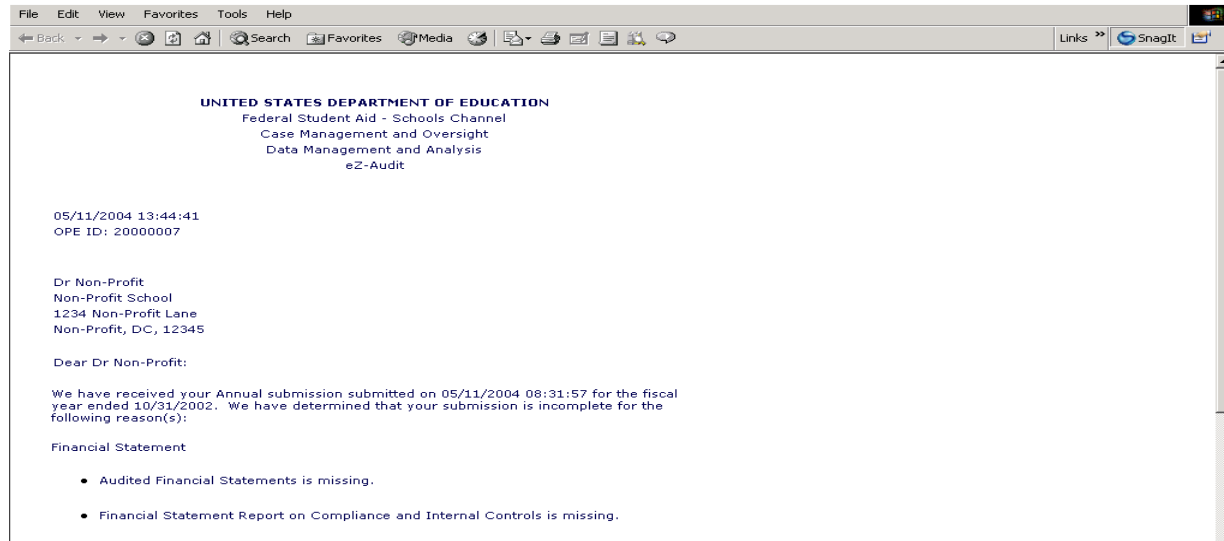 File Edit View Favorites Tools Help
Back Search Favorites Media Links » SnagIt
UNITED STATES DEPARTMENT OF EDUCATION
Federal Student Aid - Schools Channel
Case Management and Oversight
Data Management and Analysis
eZ-Audit
05/11/2004 13:44:41
OPE ID: 20000007
Dr Non-Profit
Non-Profit School
1234 Non-Profit Lane
Non-Profit, DC, 12345
Dear Dr Non-Profit:
We have received your Annual submission submitted on 05/11/2004 08:31:57 for the fiscal
year ended 10/31/2002. We have determined that your submission is incomplete for the
following reason(s):
Financial Statement
• Audited Financial Statements is missing.
• Financial Statement Report on Compliance and Internal Controls is missing.